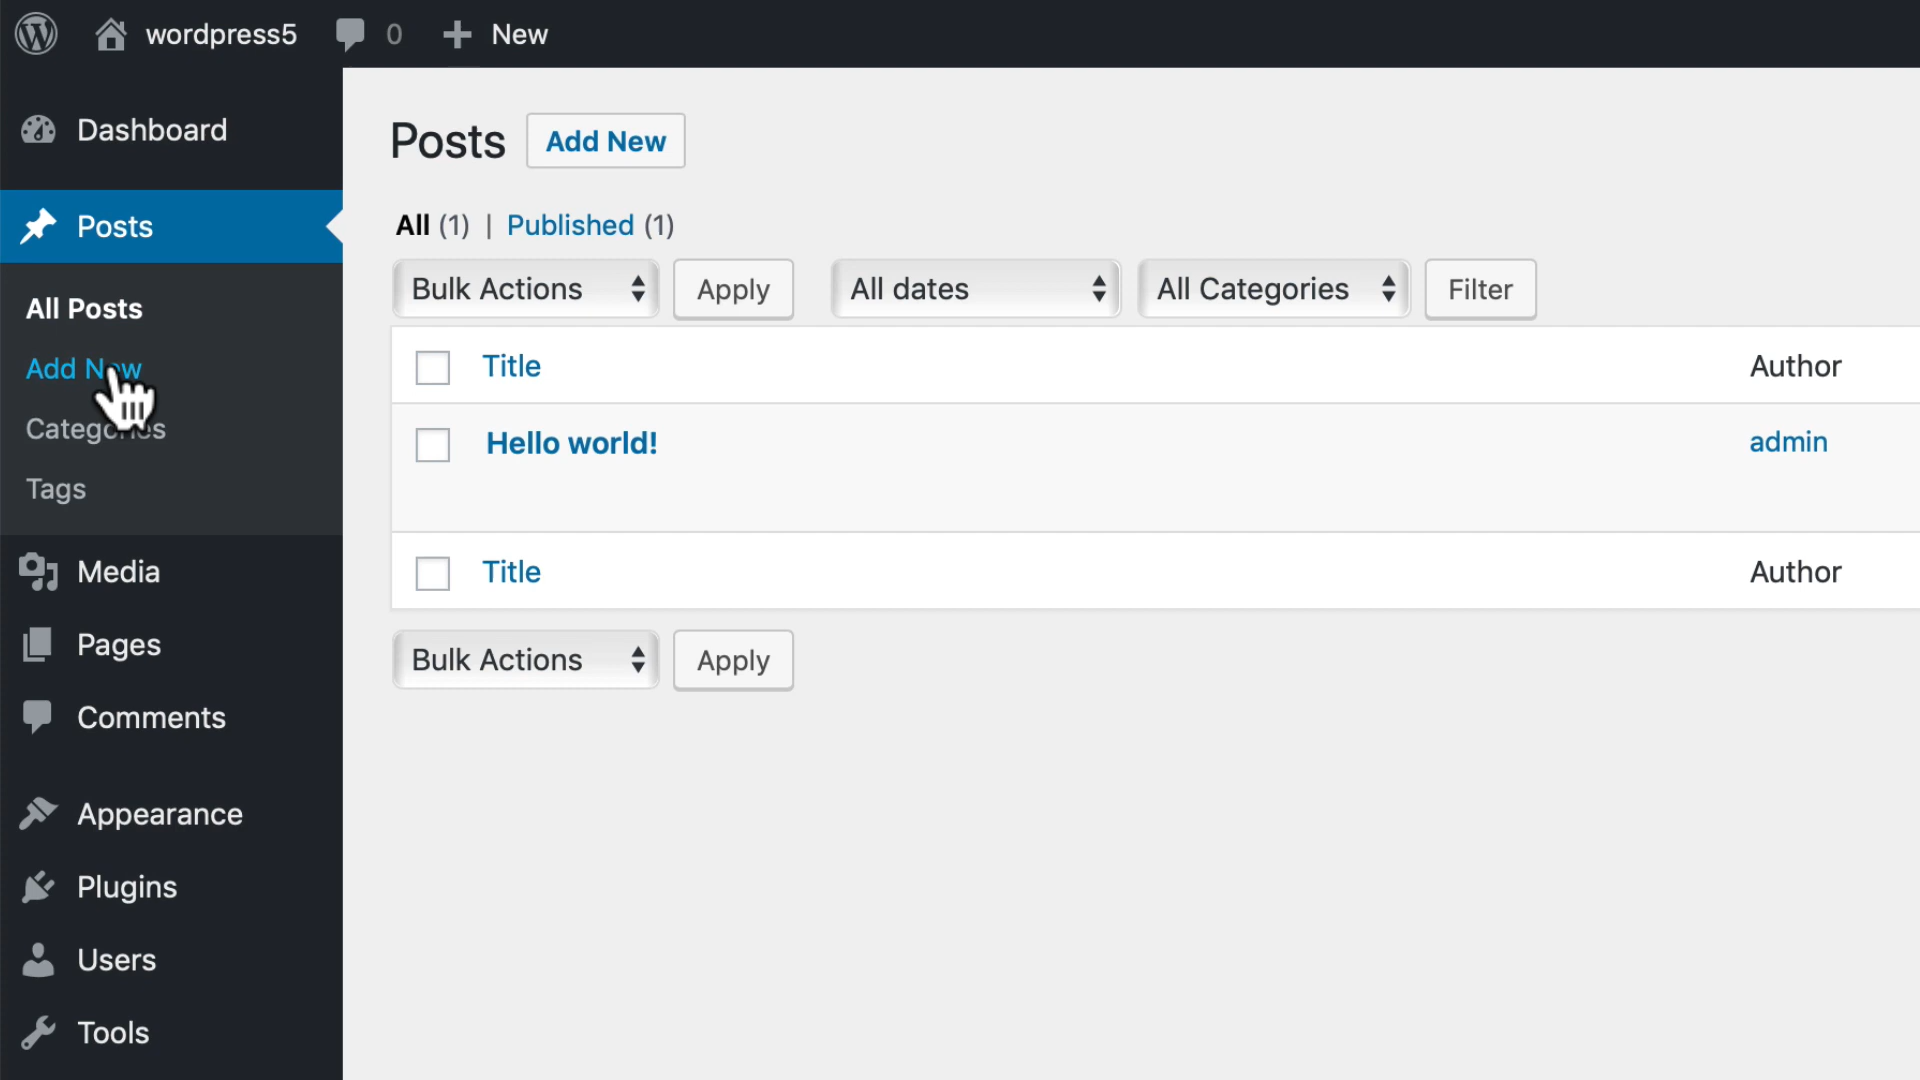 wordpress5 0 New
Dashboard
Posts
All Posts
Add New
Categories
Tags
Media
Pages
Comments
Appearance
Plugins
Users
Tools
Posts Add New
All (1) | Published (1)
Bulk Actions Apply All dates All Categories Filter
Title Author
Hello world! admin
Title Author
Bulk Actions Apply